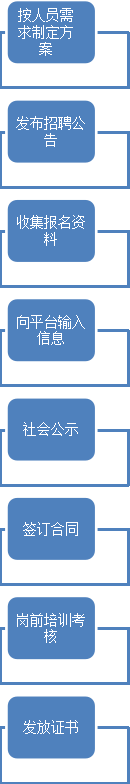 按人员需
求制定方
案
发布招聘公
告
收集报名资
料
向平台输入
信息
社会公示
签订合同
岗前培训考
核
发放证书